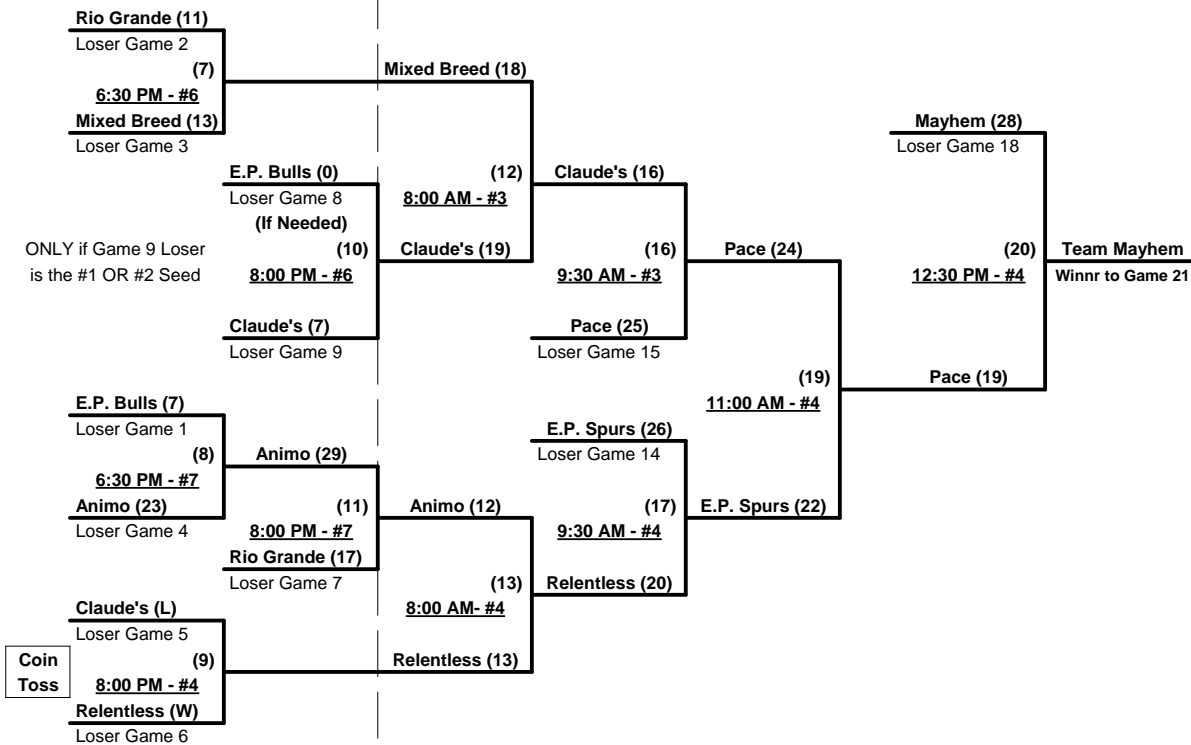 Rio Grande (11)
Loser Game 2
(7)
6:30 PM - #6
Mixed Breed (13)
Loser Game 3
Mixed Breed (18)
E.P. Bulls (0)
Loser Game 8
(If Needed)
(10)
8:00 PM - #6
Claude's (7)
Loser Game 9
ONLY if Game 9 Loser
is the #1 OR #2 Seed
(12)
8:00 AM - #3
Claude's (19)
Claude's (16)
(16)
9:30 AM - #3
Pace (25)
Loser Game 15
Pace (24)
Mayhem (28)
Loser Game 18
(20)
12:30 PM - #4
Team Mayhem
Winnr to Game 21
Pace (19)
(19)
11:00 AM - #4
E.P. Bulls (7)
Loser Game 1
(8)
6:30 PM - #7
Animo (23)
Loser Game 4
Animo (29)
(11)
8:00 PM - #7
Rio Grande (17)
Loser Game 7
Animo (12)
(13)
8:00 AM- #4
E.P. Spurs (26)
Loser Game 14
(17)
9:30 AM - #4
E.P. Spurs (22)
Relentless (20)
Claude's (L)
Loser Game 5
Coin
Toss
(9)
8:00 PM - #4
Relentless (W)
Loser Game 6
Relentless (13)